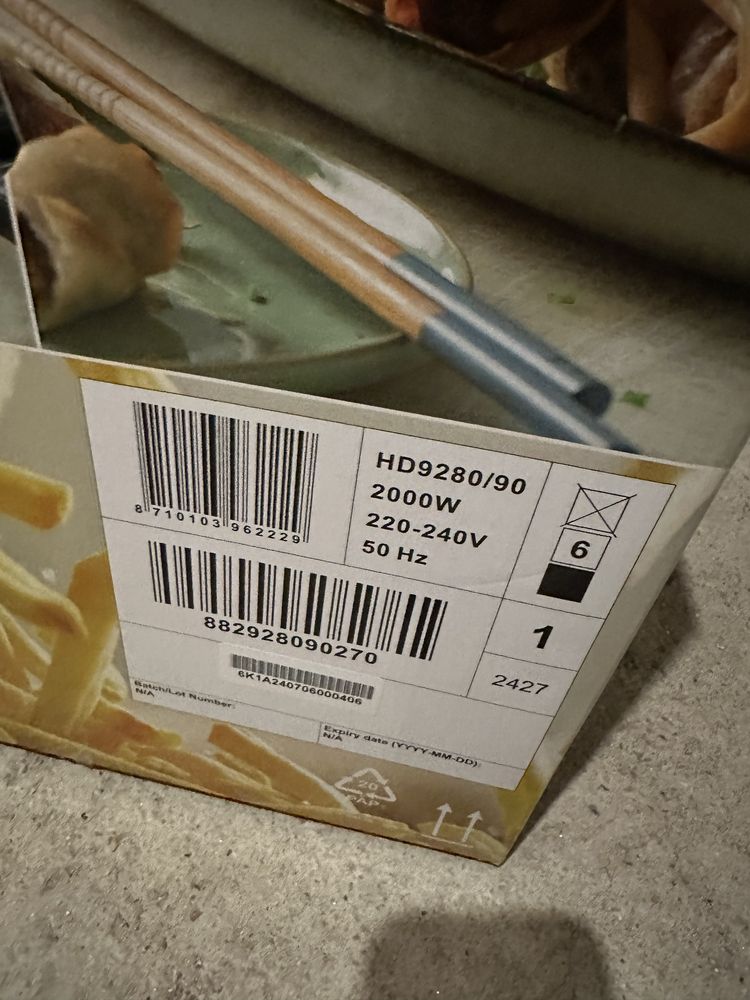 8 710103 962229
HD9280/90
2000W
220-240V
50 Hz
6
882928090270
1
6K1A240706000406
2427
Batch/Lot Number:
N/A
Expiry date (YYYY-MM-DD):
N/A
20
PAP